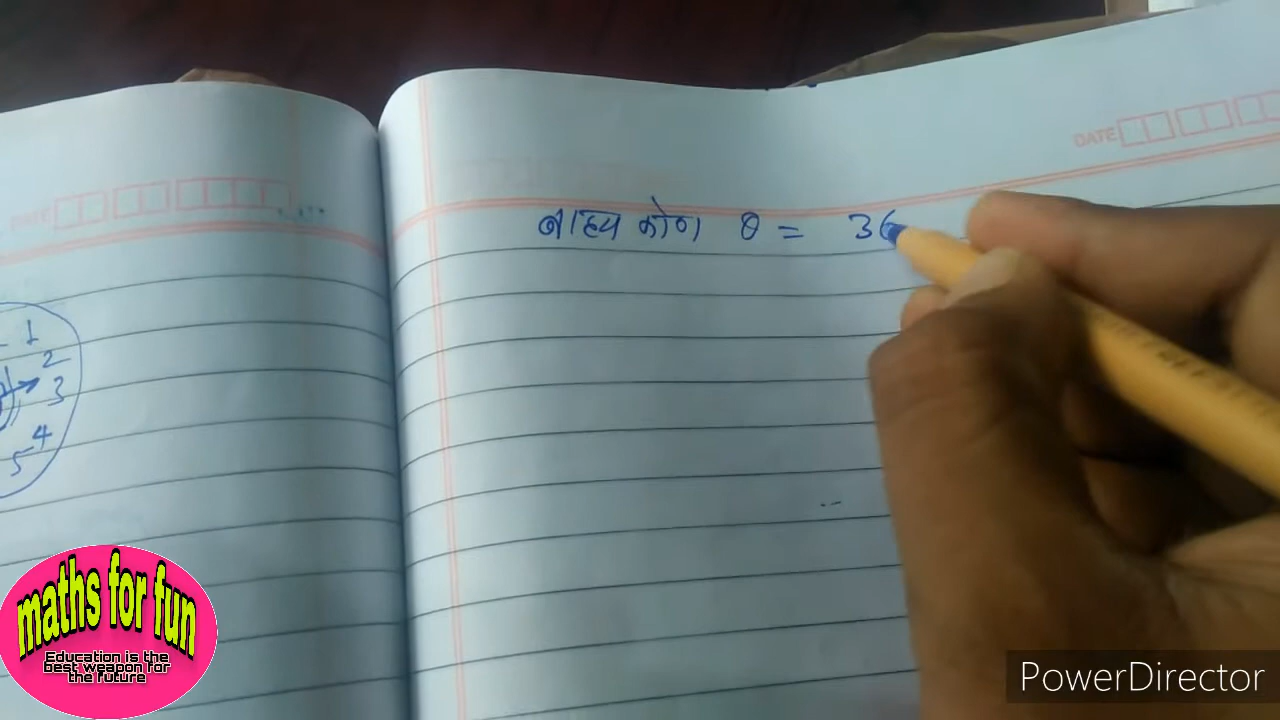 DATE
DATE
बाह्य कोण θ = 36
1
2
3
4
5
maths for fun
Education is the
best weapon for
the future
PowerDirector